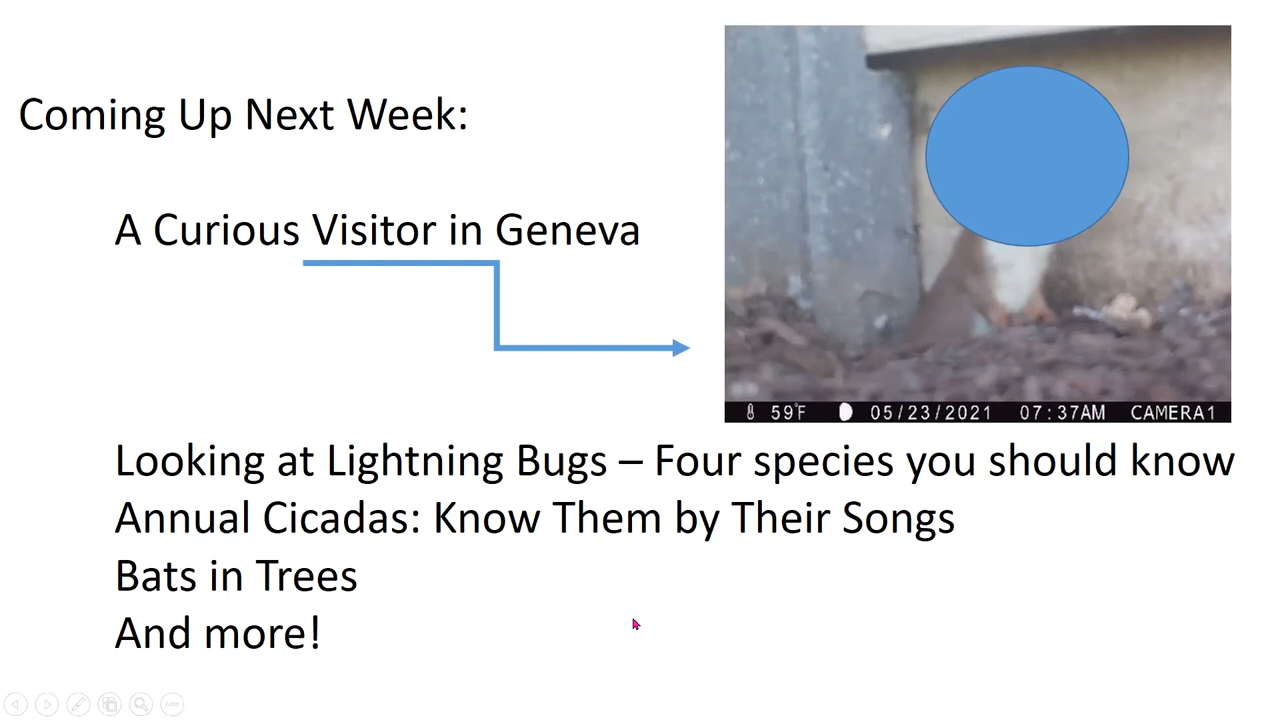 Coming Up Next Week:
A Curious Visitor in Geneva
59°F 05/23/2021 07:37AM CAMERA1
Looking at Lightning Bugs – Four species you should know
Annual Cicadas: Know Them by Their Songs
Bats in Trees
And more!